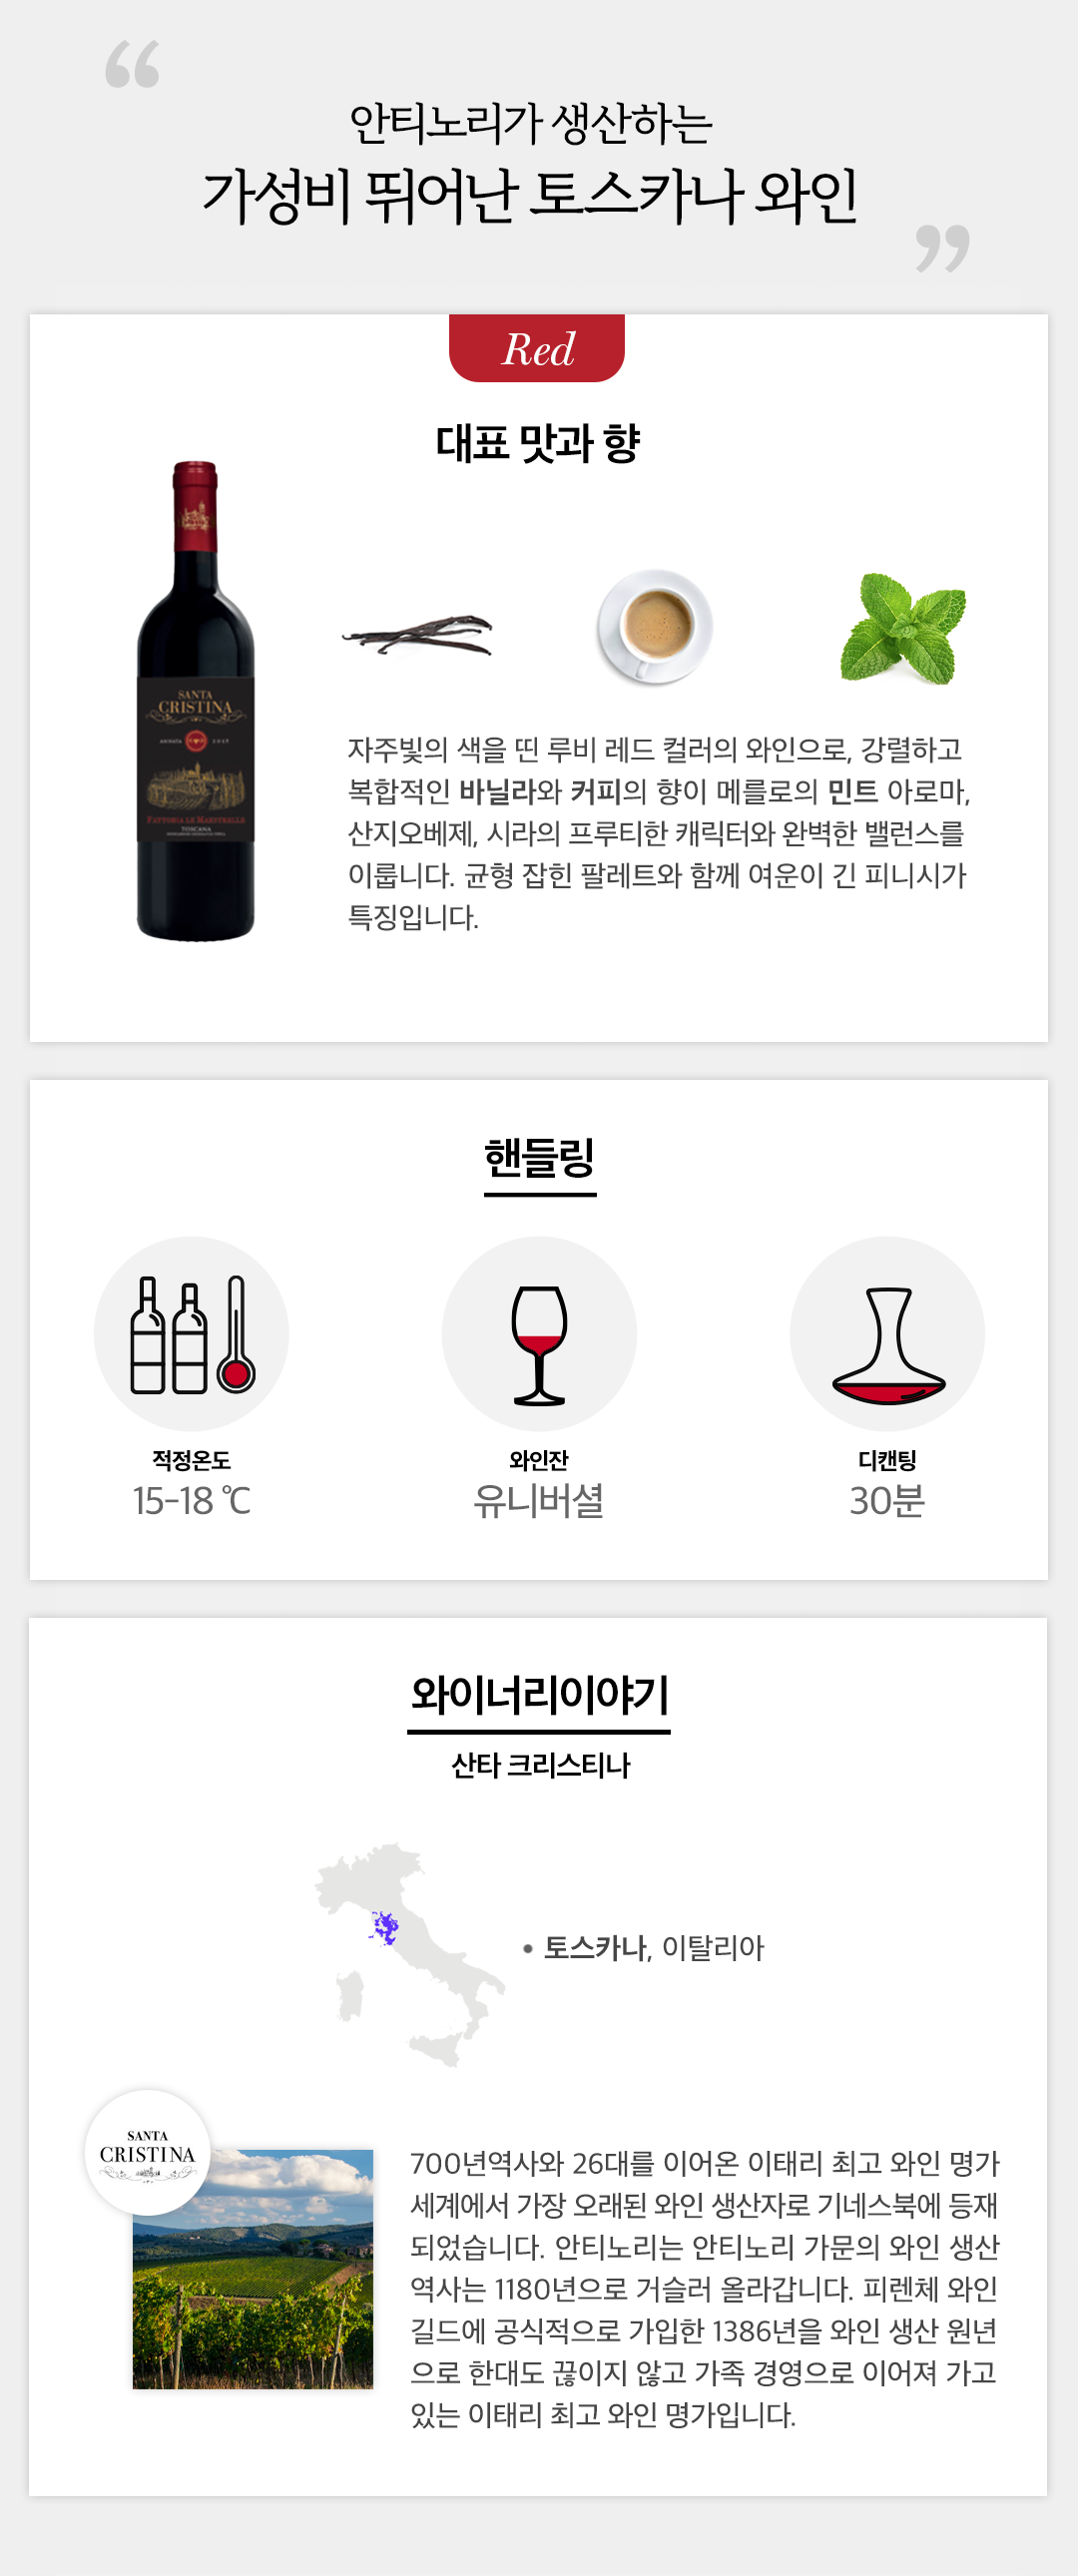 “
안티노리가 생산하는
가성비 뛰어난 토스카나 와인
”
Red
대표 맛과 향
SANTA
CRISTINA
ANNATA
FATTORIA LE MAESTRELLE
TOSCANA
자주빛의 색을 띤 루비 레드 컬러의 와인으로, 강렬하고
복합적인 바닐라와 커피의 향이 메를로의 민트 아로마,
산지오베제, 시라의 프루티한 캐릭터와 완벽한 밸런스를
이룹니다. 균형 잡힌 팔레트와 함께 여운이 긴 피니시가
특징입니다.
핸들링
적정온도
15-18 ℃
와인잔
유니버셜
디캔팅
30분
와이너리이야기
산타 크리스티나
• 토스카나, 이탈리아
SANTA
CRISTINA
700년역사와 26대를 이어온 이태리 최고 와인 명가
세계에서 가장 오래된 와인 생산자로 기네스북에 등재
되었습니다. 안티노리는 안티노리 가문의 와인 생산
역사는 1180년으로 거슬러 올라갑니다. 피렌체 와인
길드에 공식적으로 가입한 1386년을 와인 생산 원년
으로 한대도 끊이지 않고 가족 경영으로 이어져 가고
있는 이태리 최고 와인 명가입니다.